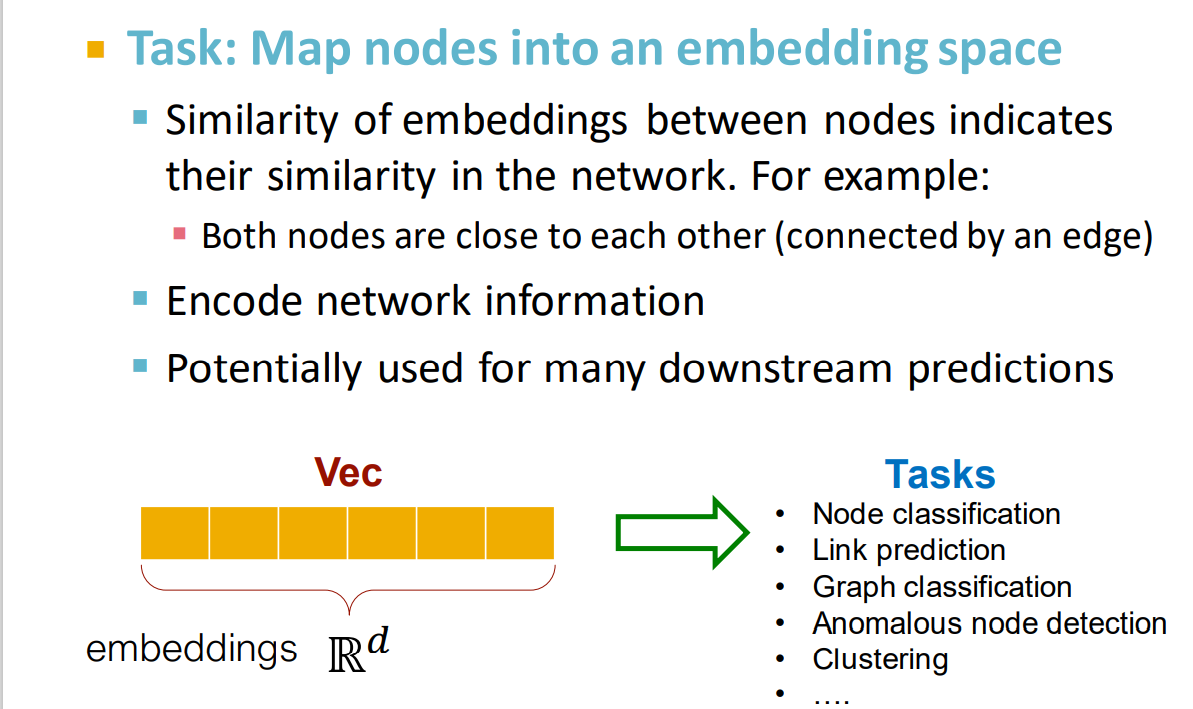 Task: Map nodes into an embedding space
Similarity of embeddings between nodes indicates
their similarity in the network. For example:
Both nodes are close to each other (connected by an edge)
Encode network information
Potentially used for many downstream predictions
Vec
embeddings ℝᵈ
Tasks
• Node classification
• Link prediction
• Graph classification
• Anomalous node detection
• Clustering
• ....